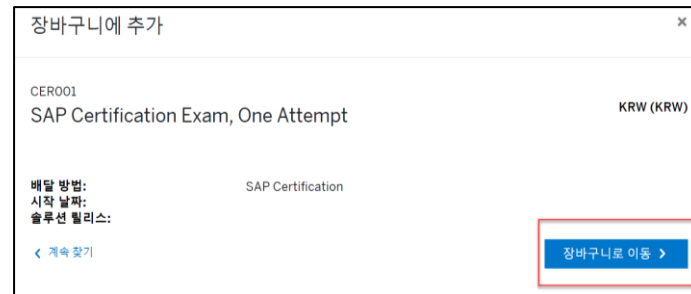 장바구니에 추가 ×
CER001
SAP Certification Exam, One Attempt KRW (KRW)
배달 방법: SAP Certification
시작 날짜:
솔루션 릴리스:
< 계속 찾기 장바구니로 이동 >